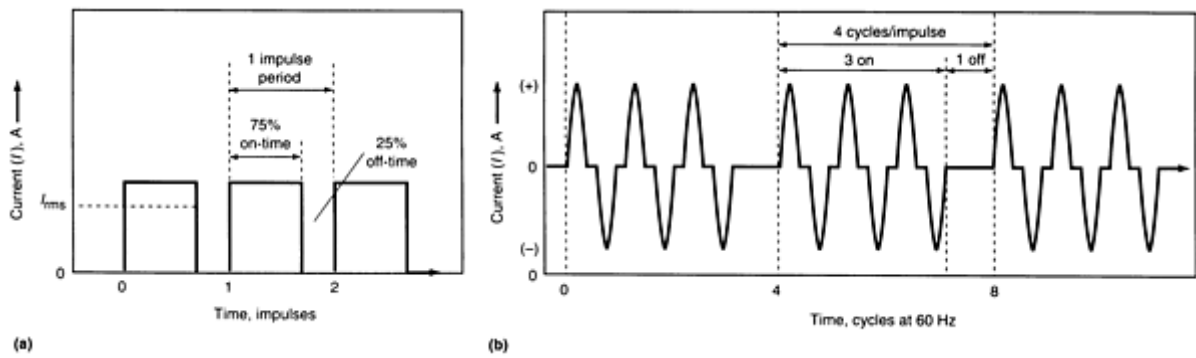 1 impulse
period
75%
on-time
25%
off-time
Current (I), A
Irms
0
0
1
2
Time, impulses
(a)
4 cycles/impulse
3 on
1 off
Current (I), A
(+)
0
(–)
0
0
4
8
Time, cycles at 60 Hz
(b)